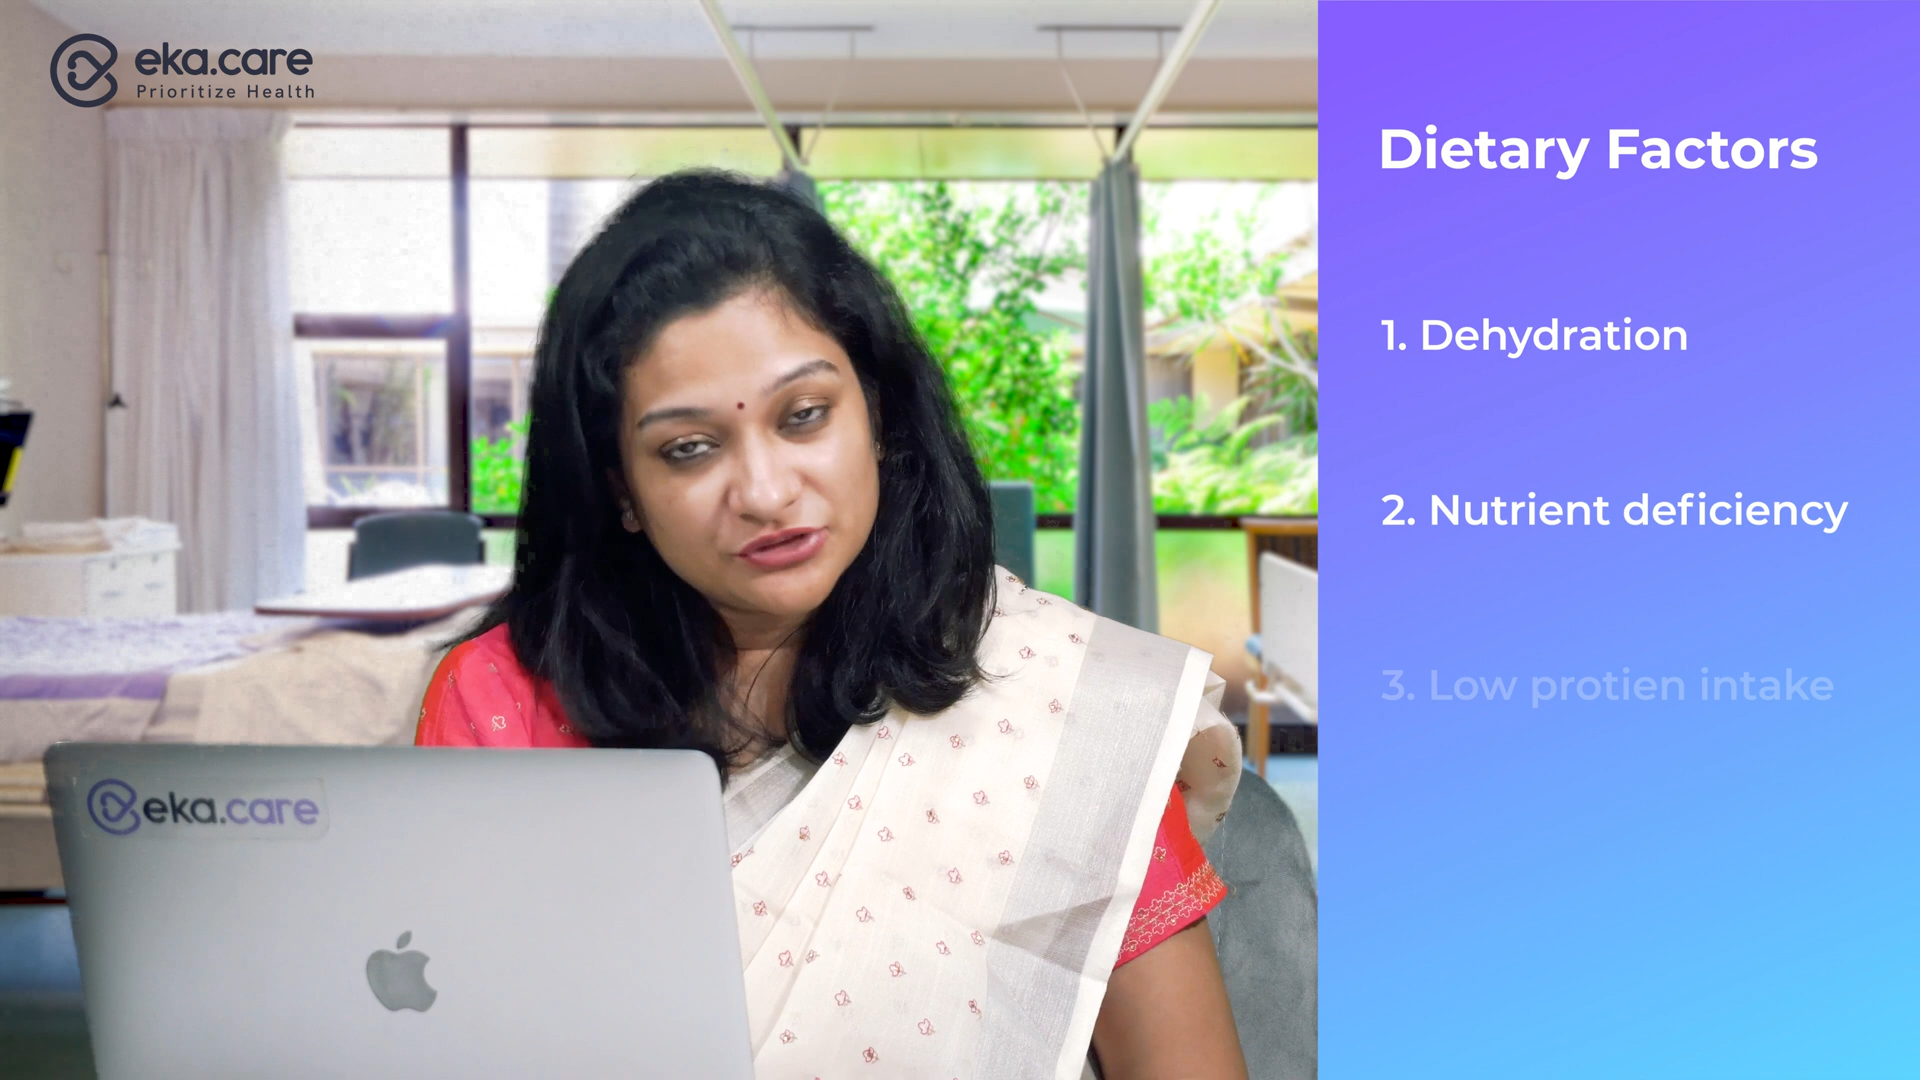 eka.care
Prioritize Health
Dietary Factors
1. Dehydration
2. Nutrient deficiency
3. Low protien intake
eka.care